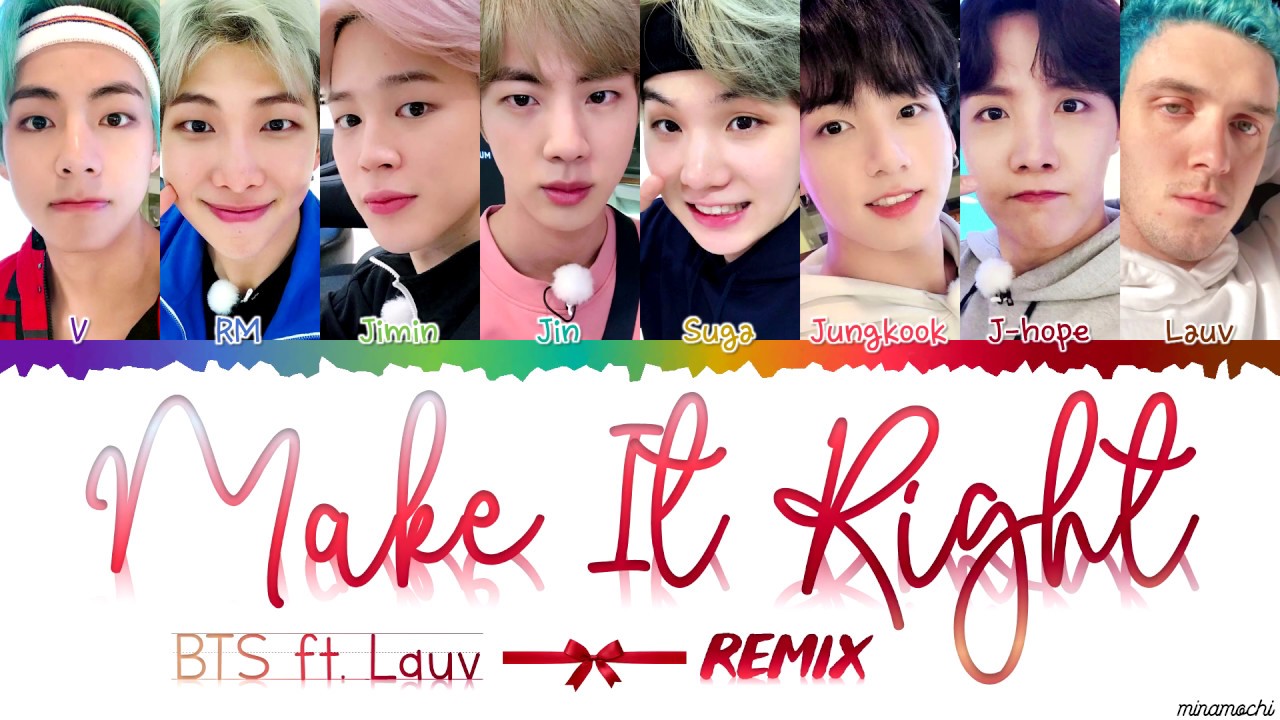 V RM Jimin Jin Suga Jungkook J-hope Lauv
Make It Right
BTS ft. Lauv REMIX
minamochi